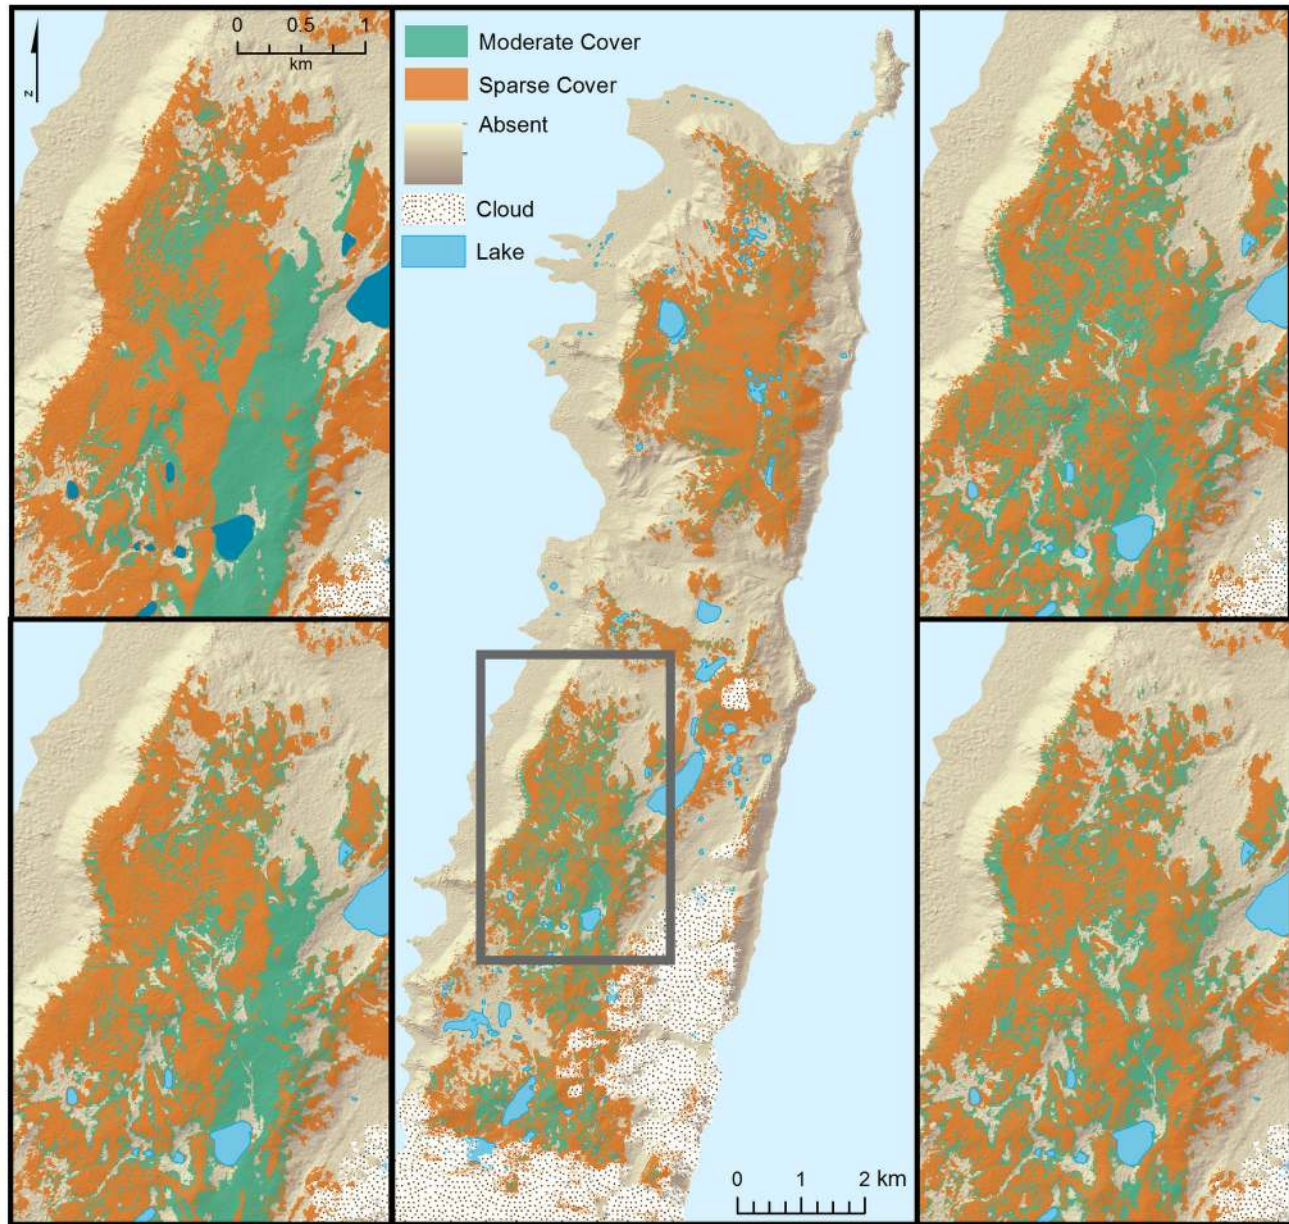 0 0.5 1
km
z
Moderate Cover
Sparse Cover
Absent
Cloud
Lake
0 1 2 km